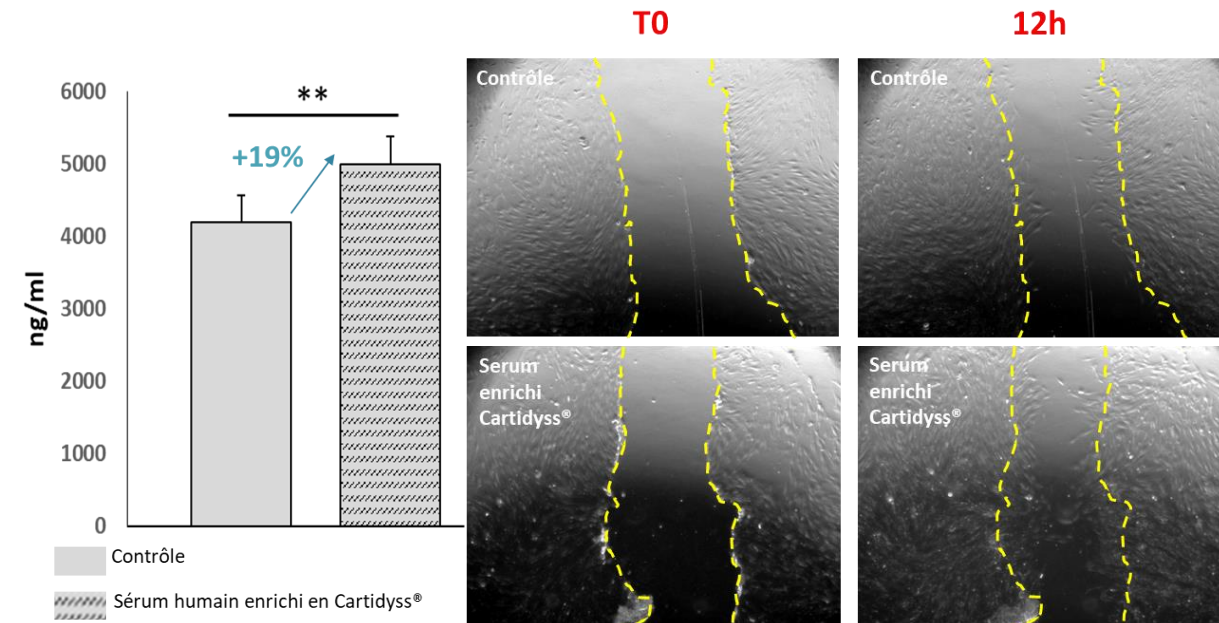 T0
12h
6000
5000
4000
3000
2000
1000
0
ng/ml
**
+19%
Contrôle
Sérum humain enrichi en Cartidyss®
Contrôle
Contrôle
Serum
enrichi
Cartidyss®
Serum
enrichi
Cartidyss®